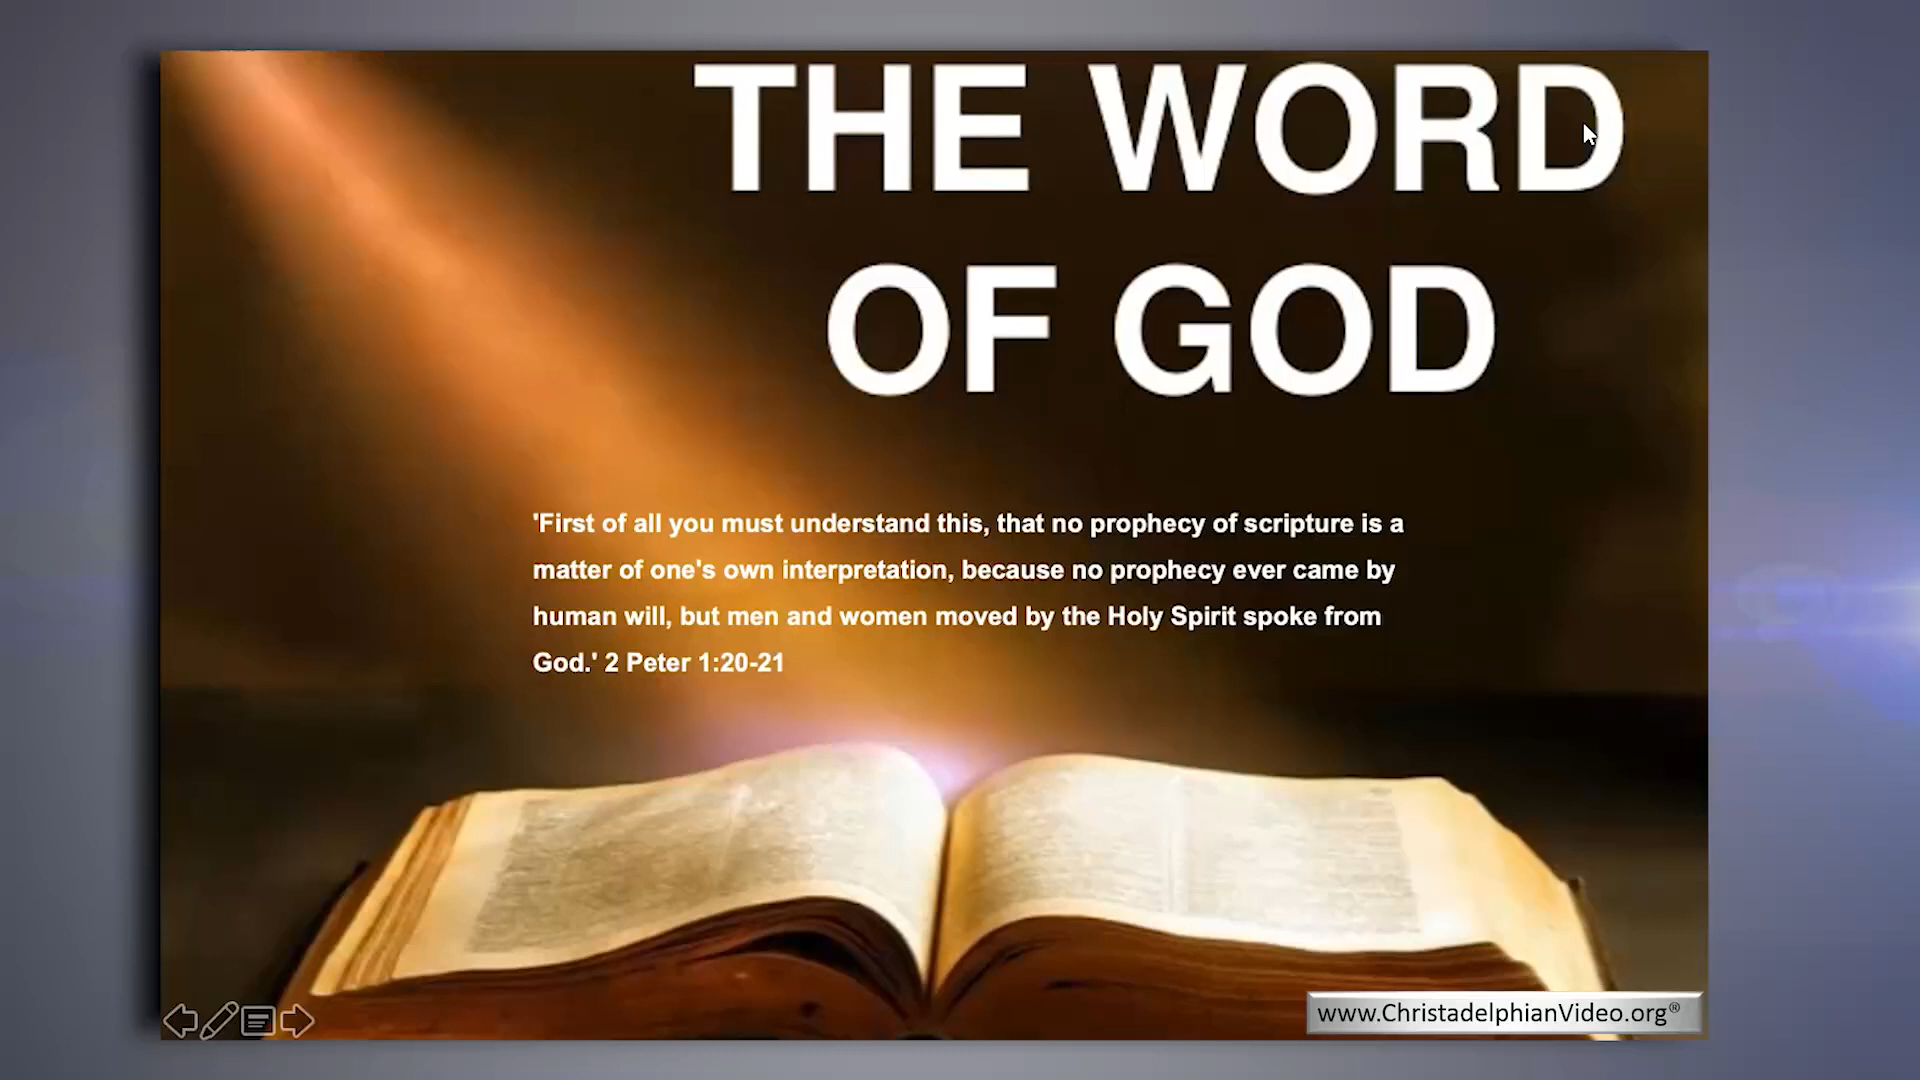 THE WORD
OF GOD
'First of all you must understand this, that no prophecy of scripture is a
matter of one's own interpretation, because no prophecy ever came by
human will, but men and women moved by the Holy Spirit spoke from
God.' 2 Peter 1:20-21
www.ChristadelphianVideo.org®